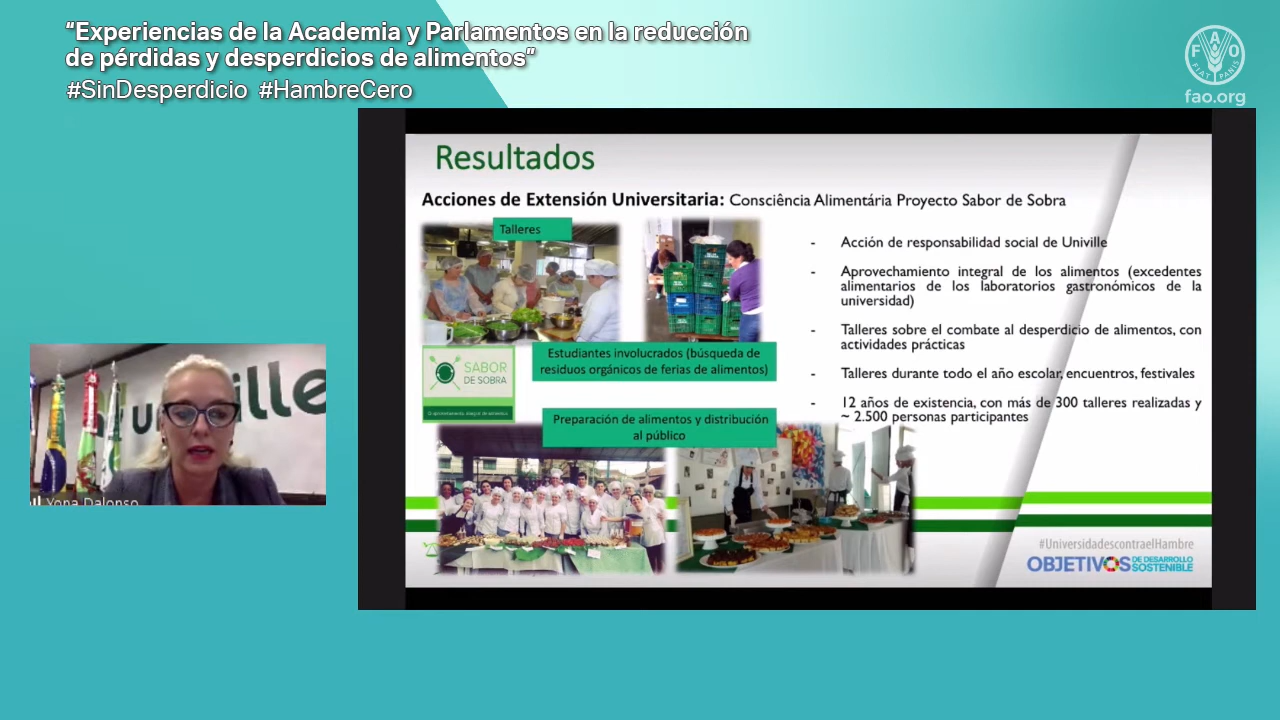 “Experiencias de la Academia y Parlamentos en la reducción
de pérdidas y desperdicios de alimentos”
#SinDesperdicio #HambreCero
F A O
FIAT PANIS
fao.org
Resultados
Acciones de Extensión Universitaria: Consciência Alimentária Proyecto Sabor de Sobra
Talleres
Estudiantes involucrados (búsqueda de
residuos orgánicos de ferias de alimentos)
SABOR
DE SOBRA
Preparación de alimentos y distribución
al público
- Acción de responsabilidad social de Univille
- Aprovechamiento integral de los alimentos (excedentes
alimentarios de los laboratorios gastronómicos de la
universidad)
- Talleres sobre el combate al desperdicio de alimentos, con
actividades prácticas
- Talleres durante todo el año escolar, encuentros, festivales
- 12 años de existencia, con más de 300 talleres realizadas y
~ 2.500 personas participantes
#UniversidadescontraelHambre
OBJETIVOS DE DESARROLLO
SOSTENIBLE
univille
Yona Dalonso